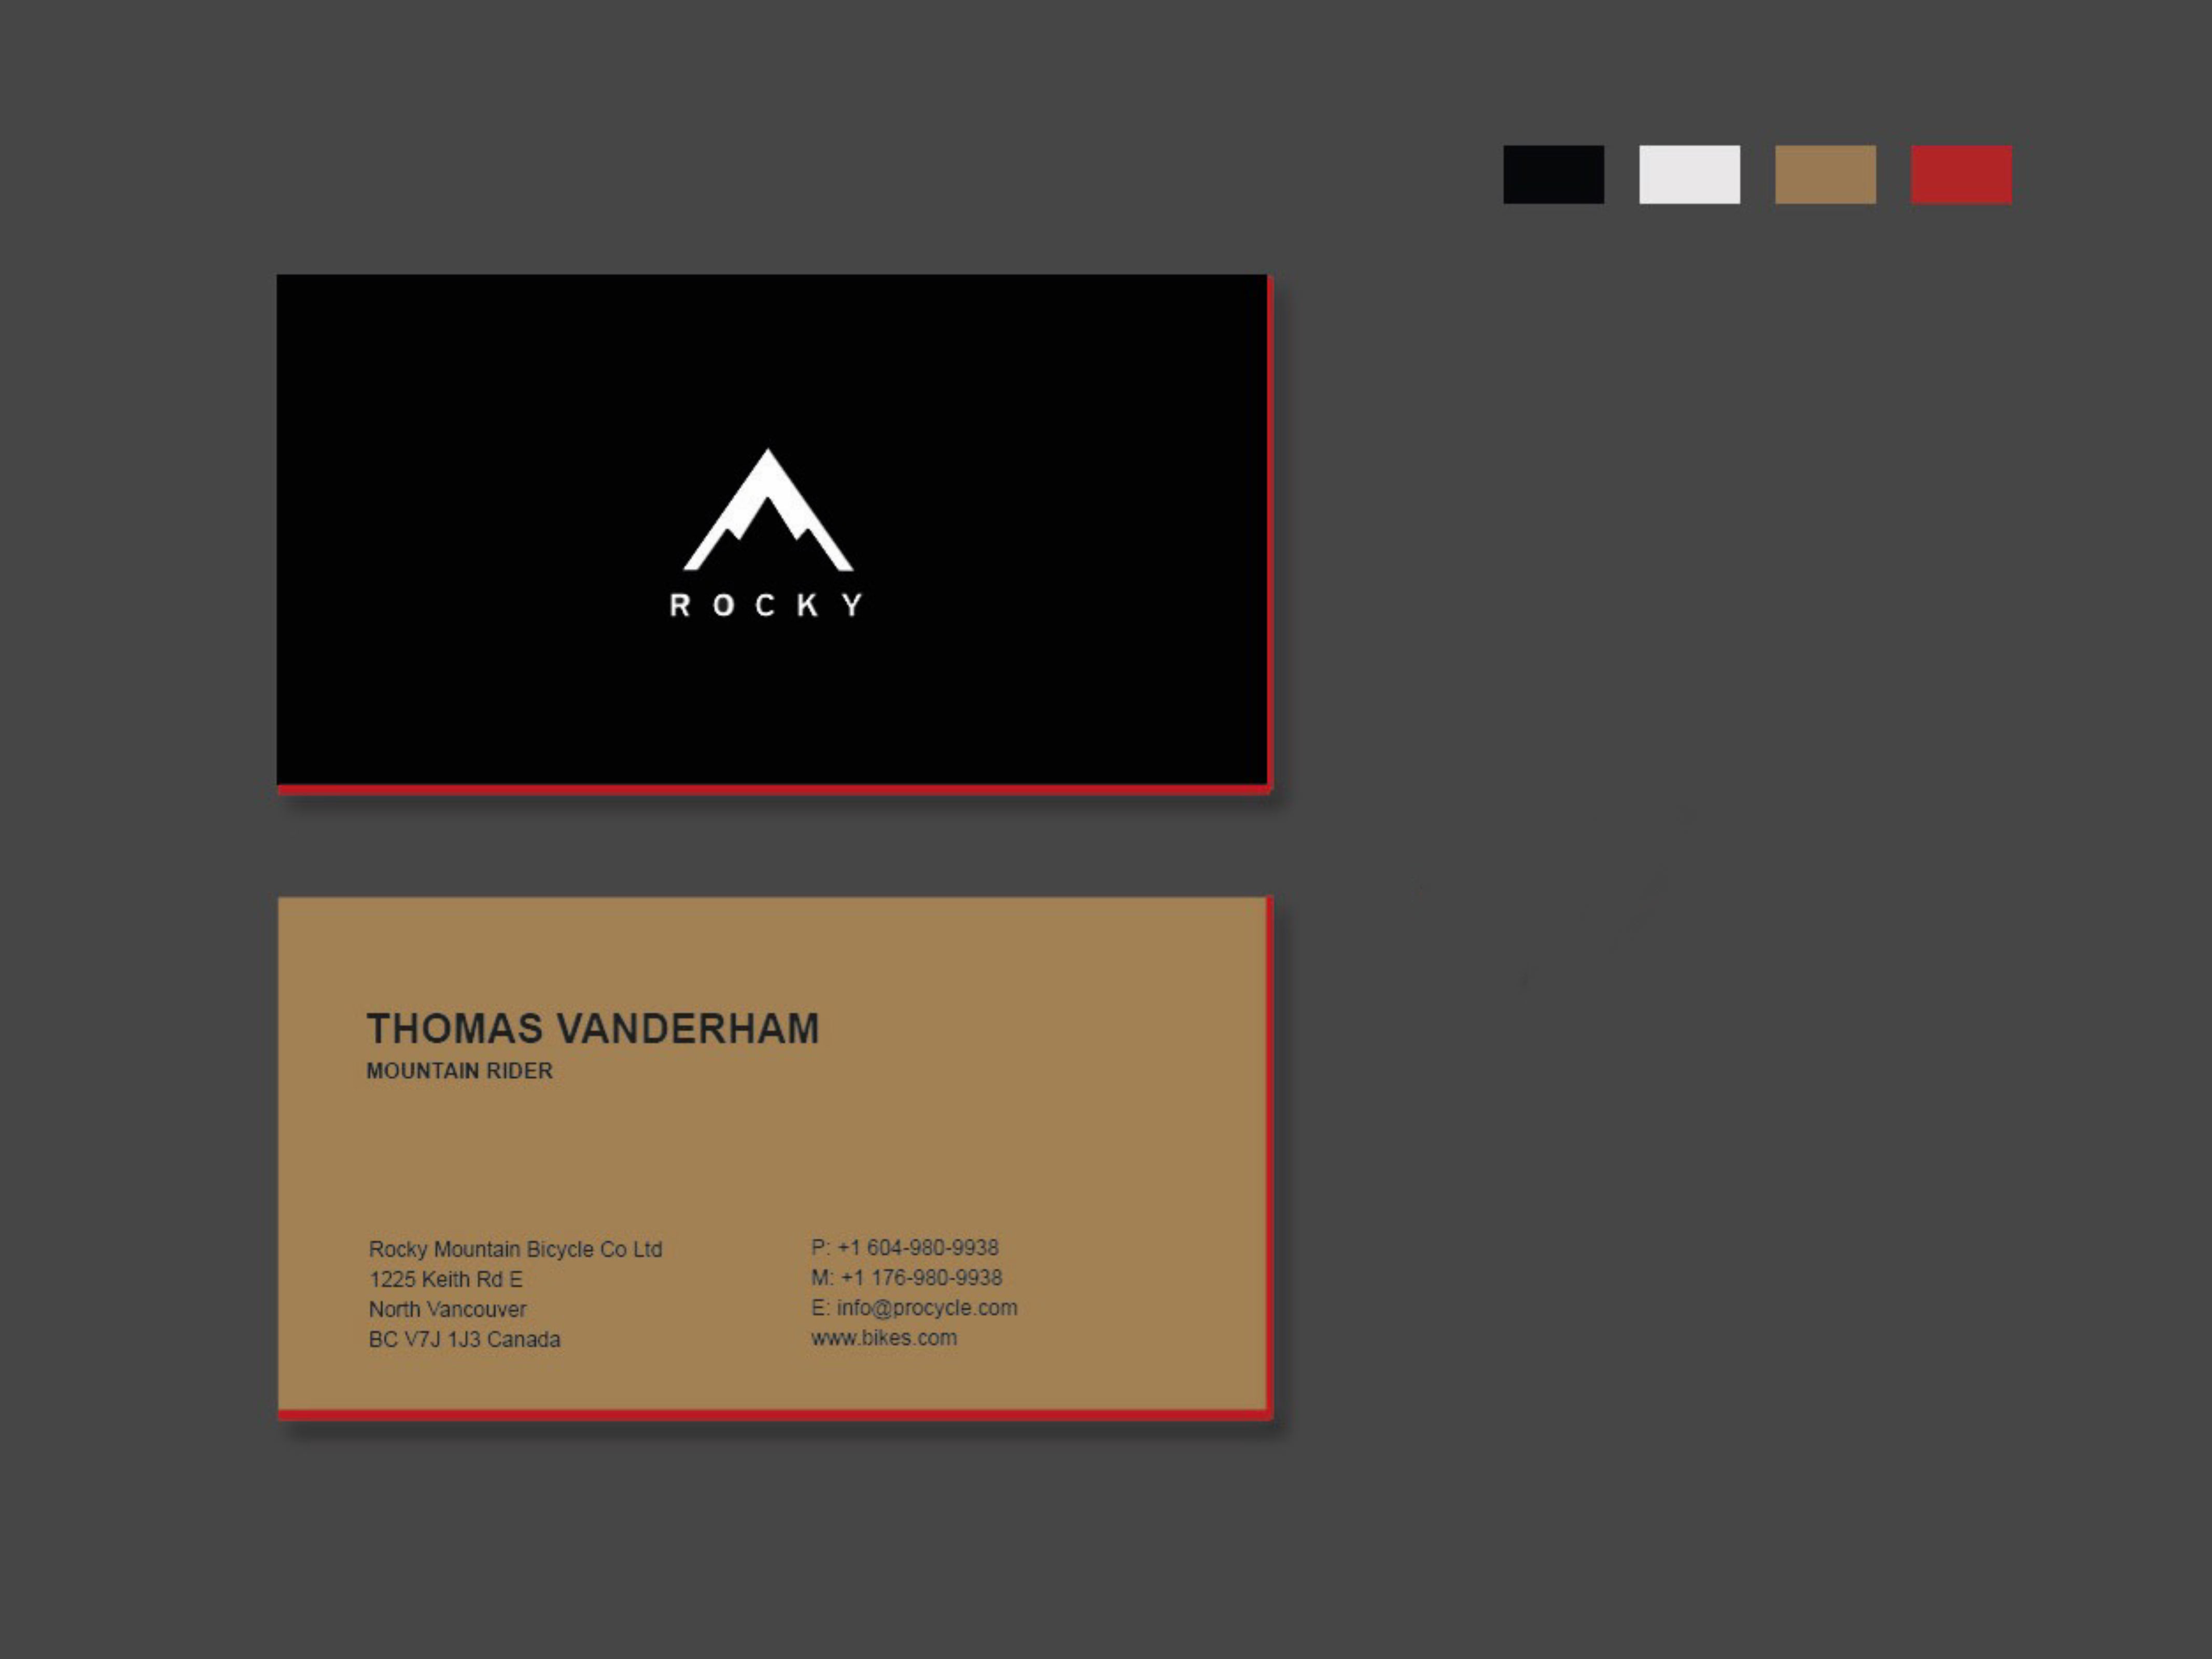 ROCKY
THOMAS VANDERHAM
MOUNTAIN RIDER
Rocky Mountain Bicycle Co Ltd
1225 Keith Rd E
North Vancouver
BC V7J 1J3 Canada
P: +1 604-980-9938
M: +1 176-980-9938
E: info@procycle.com
www.bikes.com